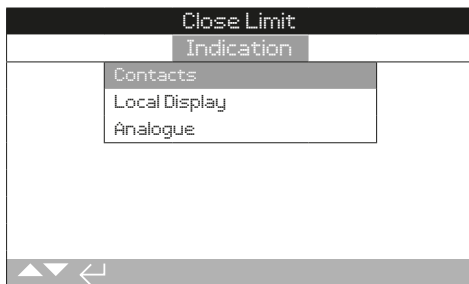 Close Limit
Indication
Contacts
Local Display
Analogue